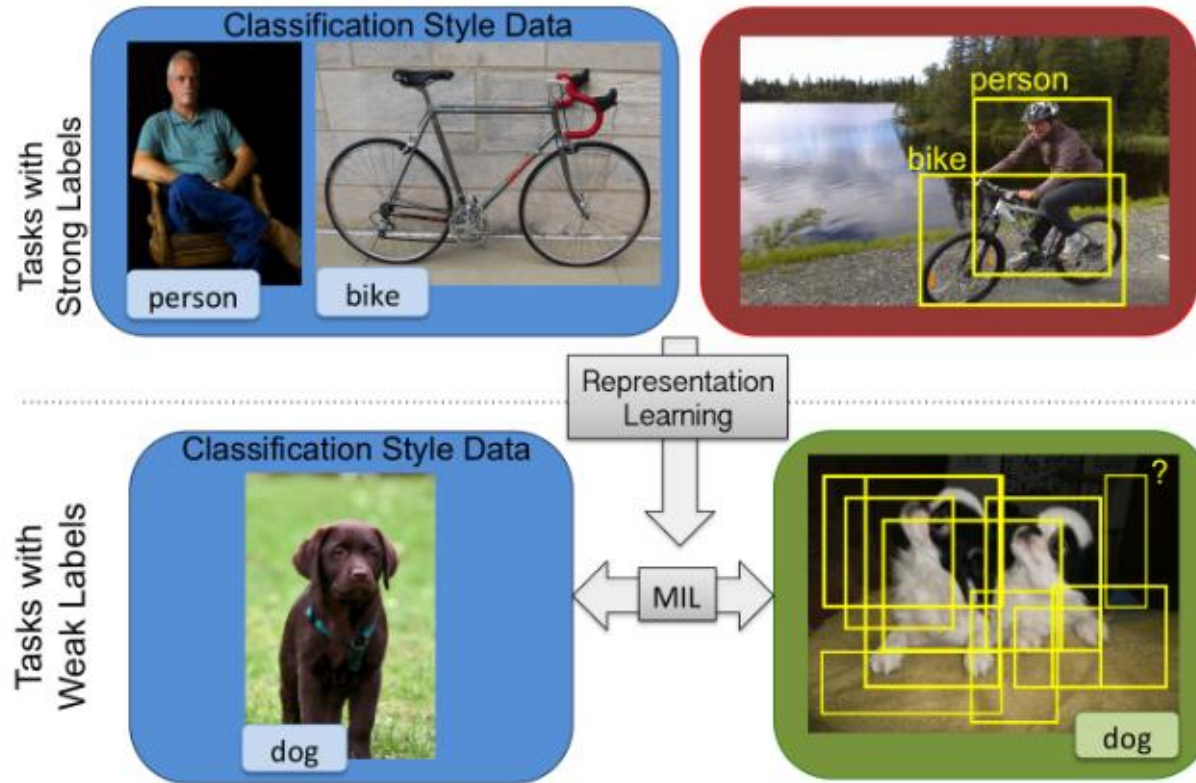 Classification Style Data
person
bike
person
bike
Tasks with
Strong Labels
Representation
Learning
Classification Style Data
dog
MIL
?
dog
Tasks with
Weak Labels